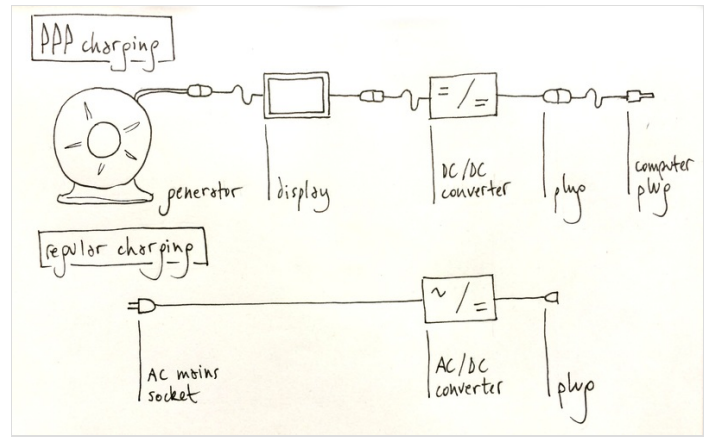 PPP charging
generator
display
DC/DC
converter
plug
computer
plug
regular charging
AC mains
socket
AC/DC
converter
plug